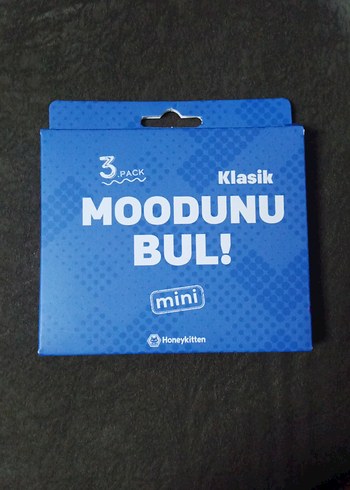 3.PACK
Klasik
MOODUNU
BUL!
mini
Honeykitten